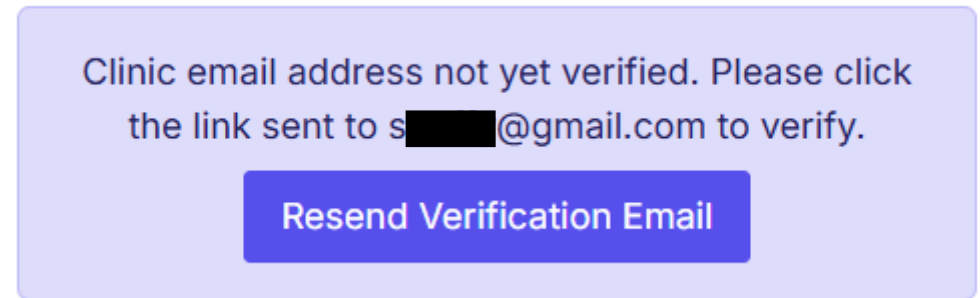 Clinic email address not yet verified. Please click
the link sent to s@gmail.com to verify.
Resend Verification Email